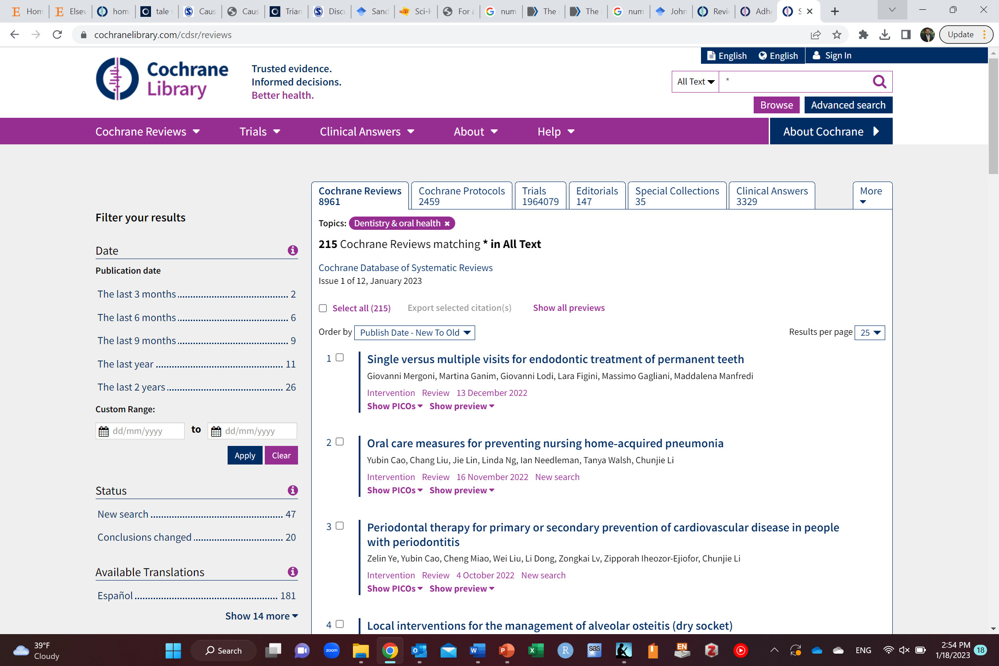 Hom
Elsev
hom
tale
Caus
Caus
Trian
Disc
Sand
Sci-H
For a
num
The
The
num
John
Revi
Adhe
S
cochranelibrary.com/cdsr/reviews
Update
English
English
Sign In
Cochrane
Library
Trusted evidence.
Informed decisions.
Better health.
All Text
*
Browse
Advanced search
Cochrane Reviews
Trials
Clinical Answers
About
Help
About Cochrane
Cochrane Reviews
8961
Cochrane Protocols
2459
Trials
1964079
Editorials
147
Special Collections
35
Clinical Answers
3329
More
Filter your results
Date
Publication date
The last 3 months 2
The last 6 months 6
The last 9 months 9
The last year 11
The last 2 years 26
Custom Range:
dd/mm/yyyy to dd/mm/yyyy
Apply Clear
Status
New search 47
Conclusions changed 20
Available Translations
Español 181
Show 14 more
Topics: Dentistry & oral health
215 Cochrane Reviews matching * in All Text
Cochrane Database of Systematic Reviews
Issue 1 of 12, January 2023
Select all (215) Export selected citation(s) Show all previews
Order by Publish Date - New To Old
Results per page 25
1 Single versus multiple visits for endodontic treatment of permanent teeth
Giovanni Mergoni, Martina Ganim, Giovanni Lodi, Lara Figini, Massimo Gagliani, Maddalena Manfredi
Intervention Review 13 December 2022
Show PICOs Show preview
2 Oral care measures for preventing nursing home-acquired pneumonia
Yubin Cao, Chang Liu, Jie Lin, Linda Ng, Ian Needleman, Tanya Walsh, Chunjie Li
Intervention Review 16 November 2022 New search
Show PICOs Show preview
3 Periodontal therapy for primary or secondary prevention of cardiovascular disease in people
with periodontitis
Zelin Ye, Yubin Cao, Cheng Miao, Wei Liu, Li Dong, Zongkai Lv, Zipporah Iheozor-Ejiofor, Chunjie Li
Intervention Review 4 October 2022 New search
Show PICOs Show preview
4 Local interventions for the management of alveolar osteitis (dry socket)
39°F
Cloudy
Search
zoom
R
sas
EN
ENG
2:54 PM
1/18/2023
18